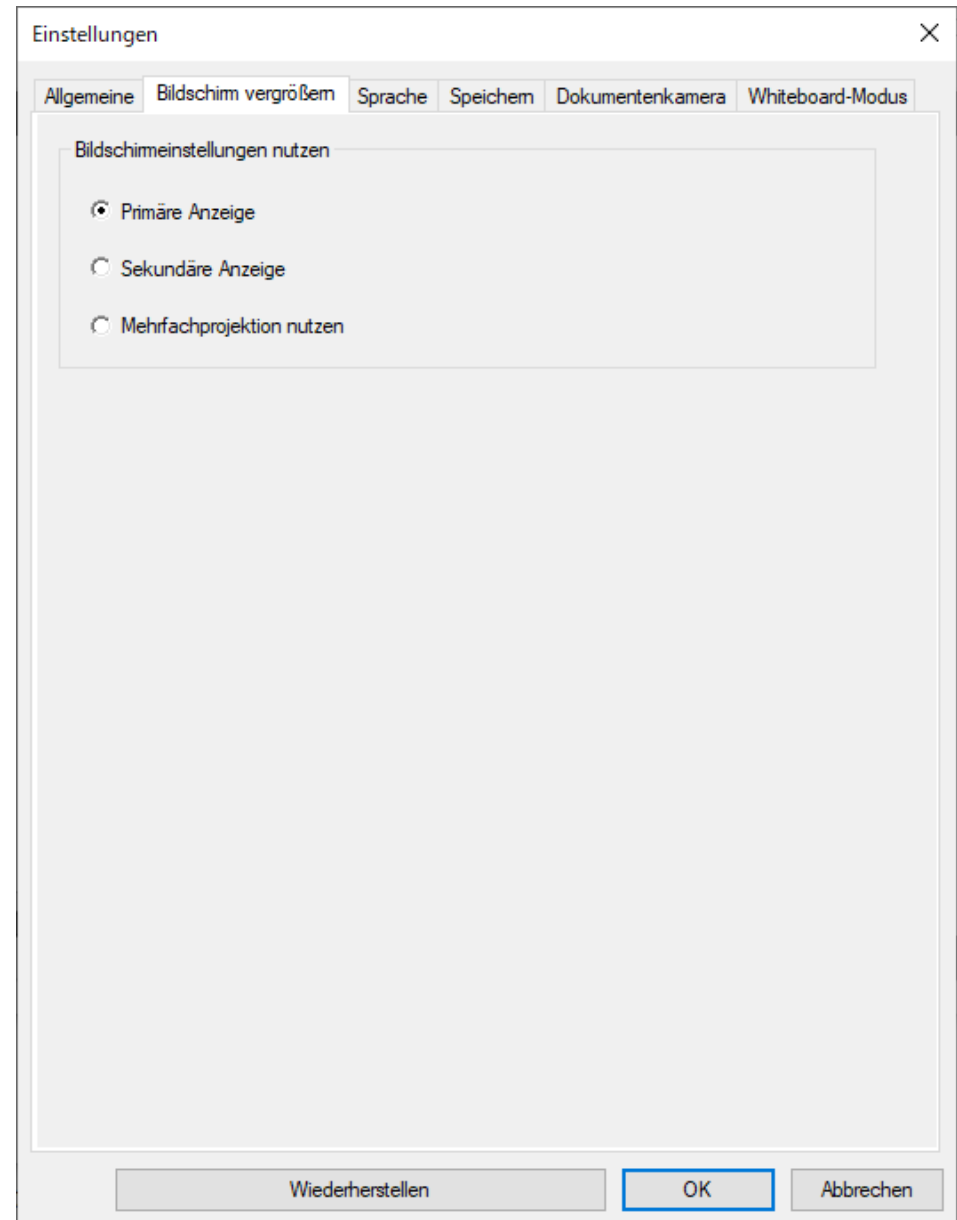 Einstellungen
Allgemeine Bildschirm vergrößern Sprache Speichern Dokumentenkamera Whiteboard-Modus
Bildschirmeinstellungen nutzen
Primäre Anzeige
Sekundäre Anzeige
Mehrfachprojektion nutzen
Wiederherstellen OK Abbrechen